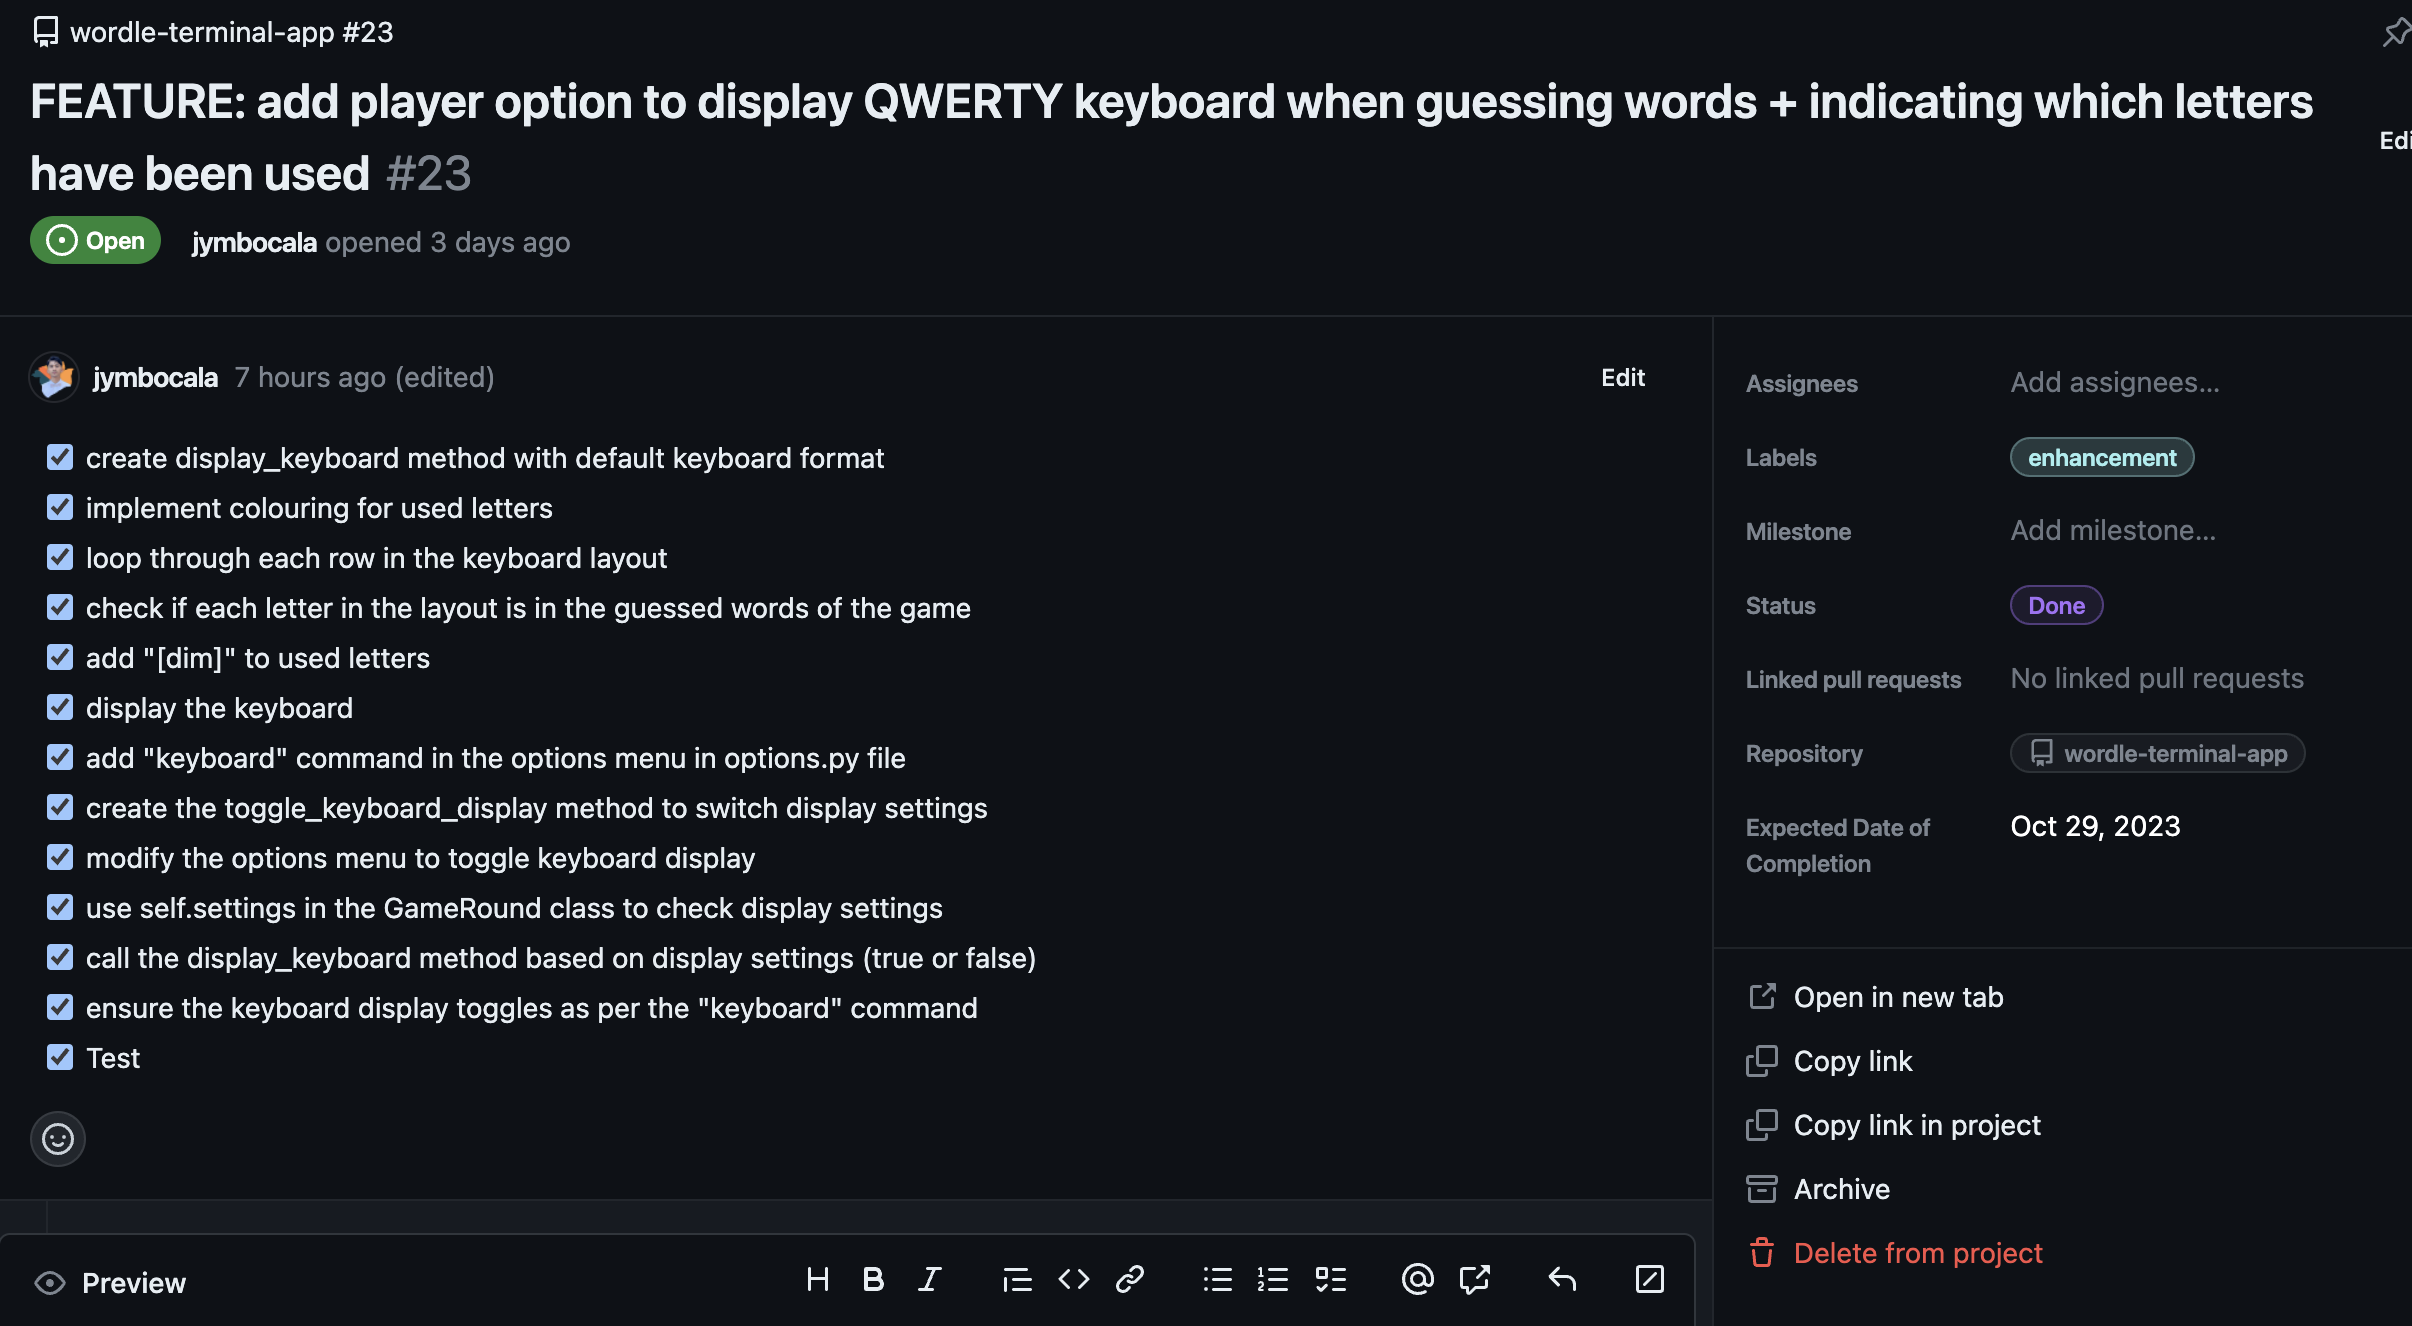 wordle-terminal-app #23
FEATURE: add player option to display QWERTY keyboard when guessing words + indicating which letters
have been used #23
Open
jymbocala opened 3 days ago
jymbocala 7 hours ago (edited)
Edit
create display_keyboard method with default keyboard format
implement colouring for used letters
loop through each row in the keyboard layout
check if each letter in the layout is in the guessed words of the game
add "[dim]" to used letters
display the keyboard
add "keyboard" command in the options menu in options.py file
create the toggle_keyboard_display method to switch display settings
modify the options menu to toggle keyboard display
use self.settings in the GameRound class to check display settings
call the display_keyboard method based on display settings (true or false)
ensure the keyboard display toggles as per the "keyboard" command
Test
Preview
Assignees
Add assignees...
Labels
enhancement
Milestone
Add milestone...
Status
Done
Linked pull requests
No linked pull requests
Repository
wordle-terminal-app
Expected Date of
Completion
Oct 29, 2023
Open in new tab
Copy link
Copy link in project
Archive
Delete from project